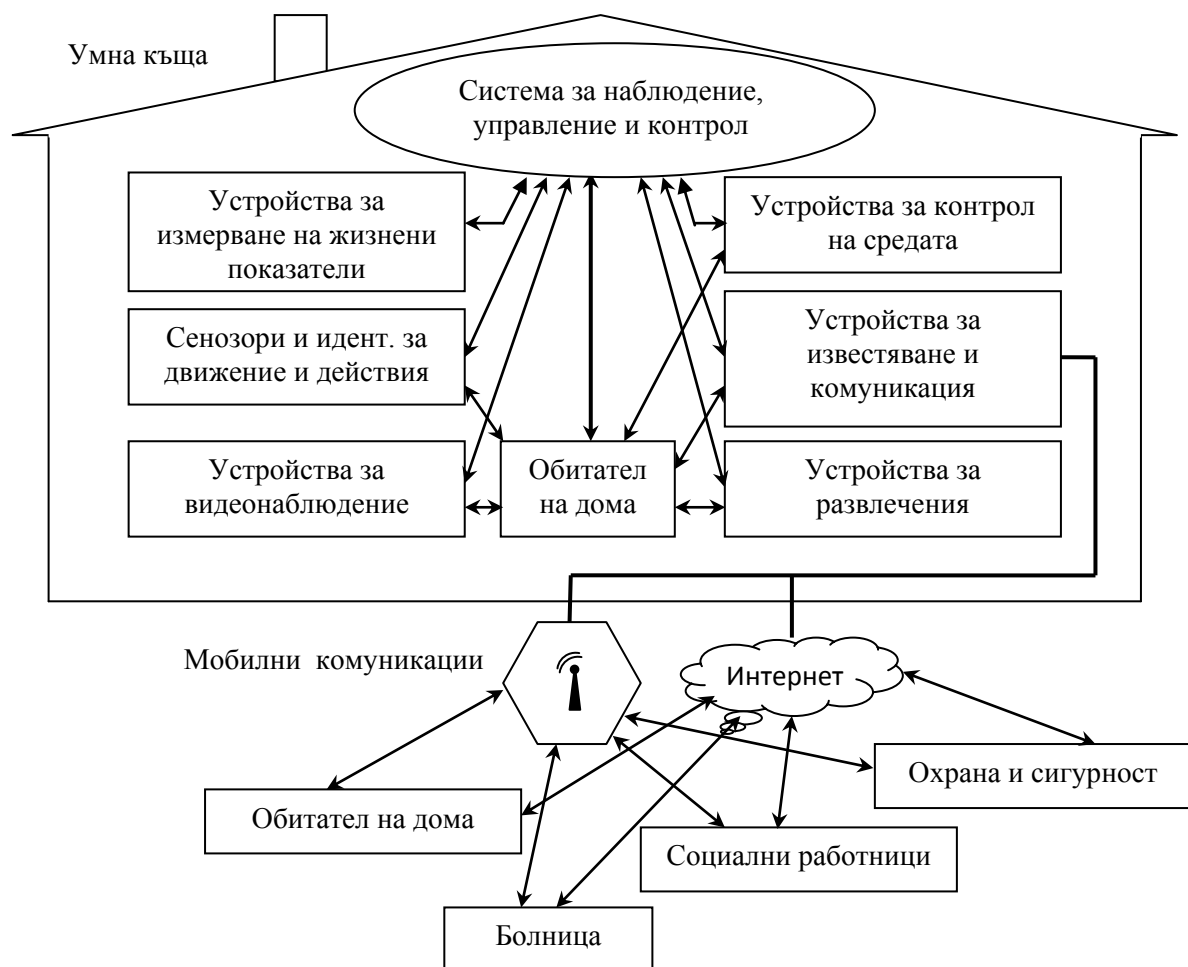 Умна къща
Система за наблюдение,
управление и контрол
Устройства за
измерване на жизнени
показатели
Устройства за контрол
на средата
Сенозори и идент. за
движение и действия
Устройства за
известяване и
комуникация
Устройства за
видеонаблюдение
Обитател
на дома
Устройства за
развлечения
Мобилни комуникации
Интернет
Охрана и сигурност
Обитател на дома
Социални работници
Болница